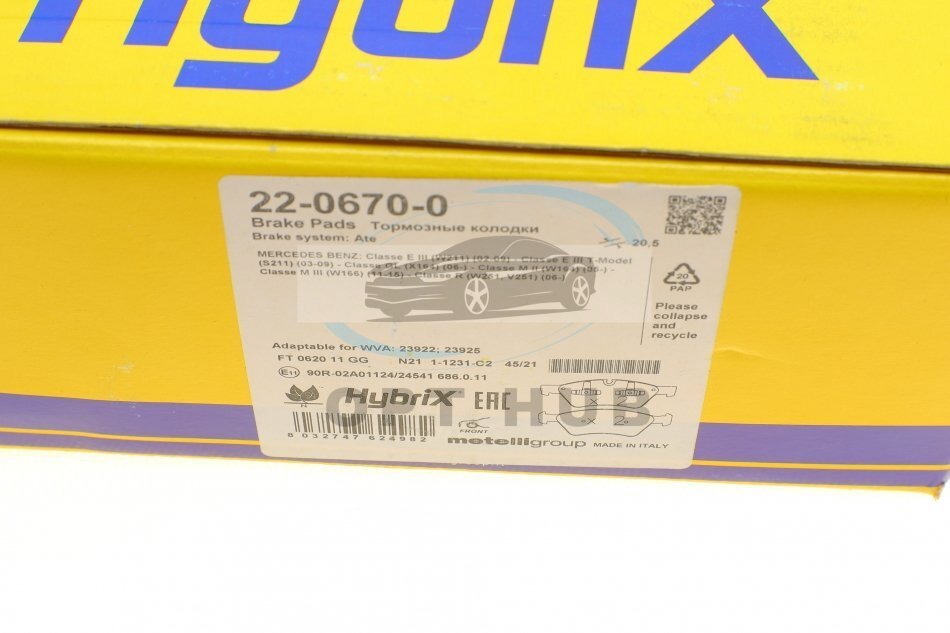 HybriX
22-0670-0
Brake Pads Тормозные колодки
Brake system: Ate
20,5
MERCEDES BENZ: Classe E III (W211) (02-09) - Classe E III T-Model
(S211) (03-09) - Classe GL (X164) (06-) - Classe M II (W164) (05-) -
Classe M III (W166) (11-15) - Classe R (W251, V251) (06-)
20
PAP
Please
collapse
and
recycle
Adaptable for WVA: 23922; 23925
FT 0620 11 GG N21 1-1231-C2 45/21
E11 90R-02A01124/24541 686.0.11
HybriX EAC
OPT HUB
8 032747 624982
FRONT
metelligroup MADE IN ITALY